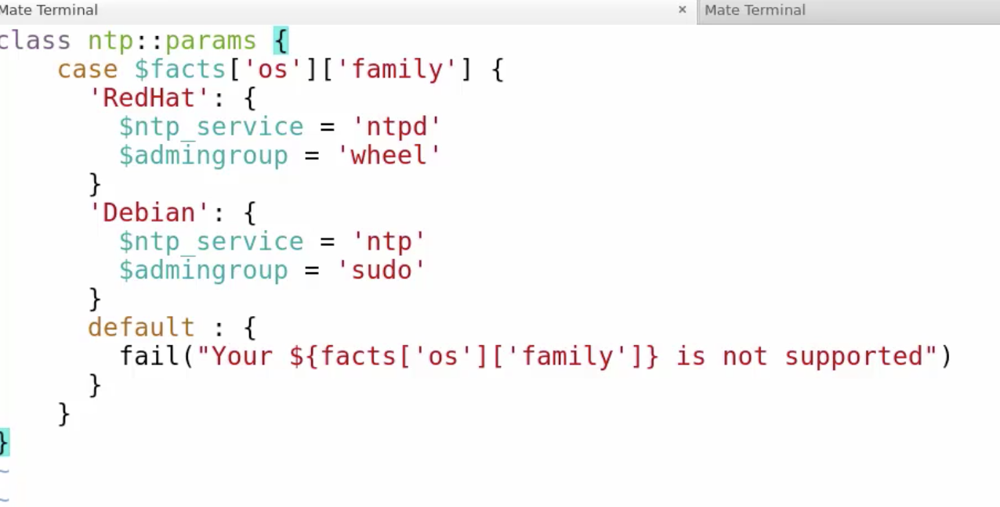 Mate Terminal × Mate Terminal
class ntp::params {
    case $facts['os']['family'] {
      'RedHat': {
        $ntp_service = 'ntpd'
        $admingroup = 'wheel'
      }
      'Debian': {
        $ntp_service = 'ntp'
        $admingroup = 'sudo'
      }
      default : {
        fail("Your ${facts['os']['family']} is not supported")
      }
    }
}
~
~